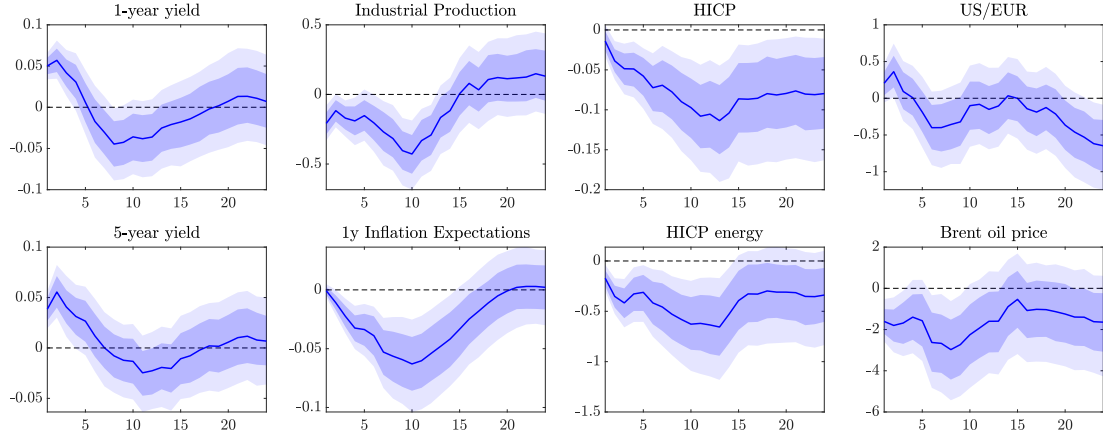 1-year yield
0.1
0.05
0
-0.05
-0.1
5 10 15 20
Industrial Production
0.5
0
-0.5
5 10 15 20
HICP
0
-0.05
-0.1
-0.15
-0.2
5 10 15 20
US/EUR
1
0.5
0
-0.5
-1
5 10 15 20
5-year yield
0.1
0.05
0
-0.05
5 10 15 20
1y Inflation Expectations
0
-0.05
-0.1
5 10 15 20
HICP energy
0
-0.5
-1
-1.5
5 10 15 20
Brent oil price
2
0
-2
-4
-6
5 10 15 20